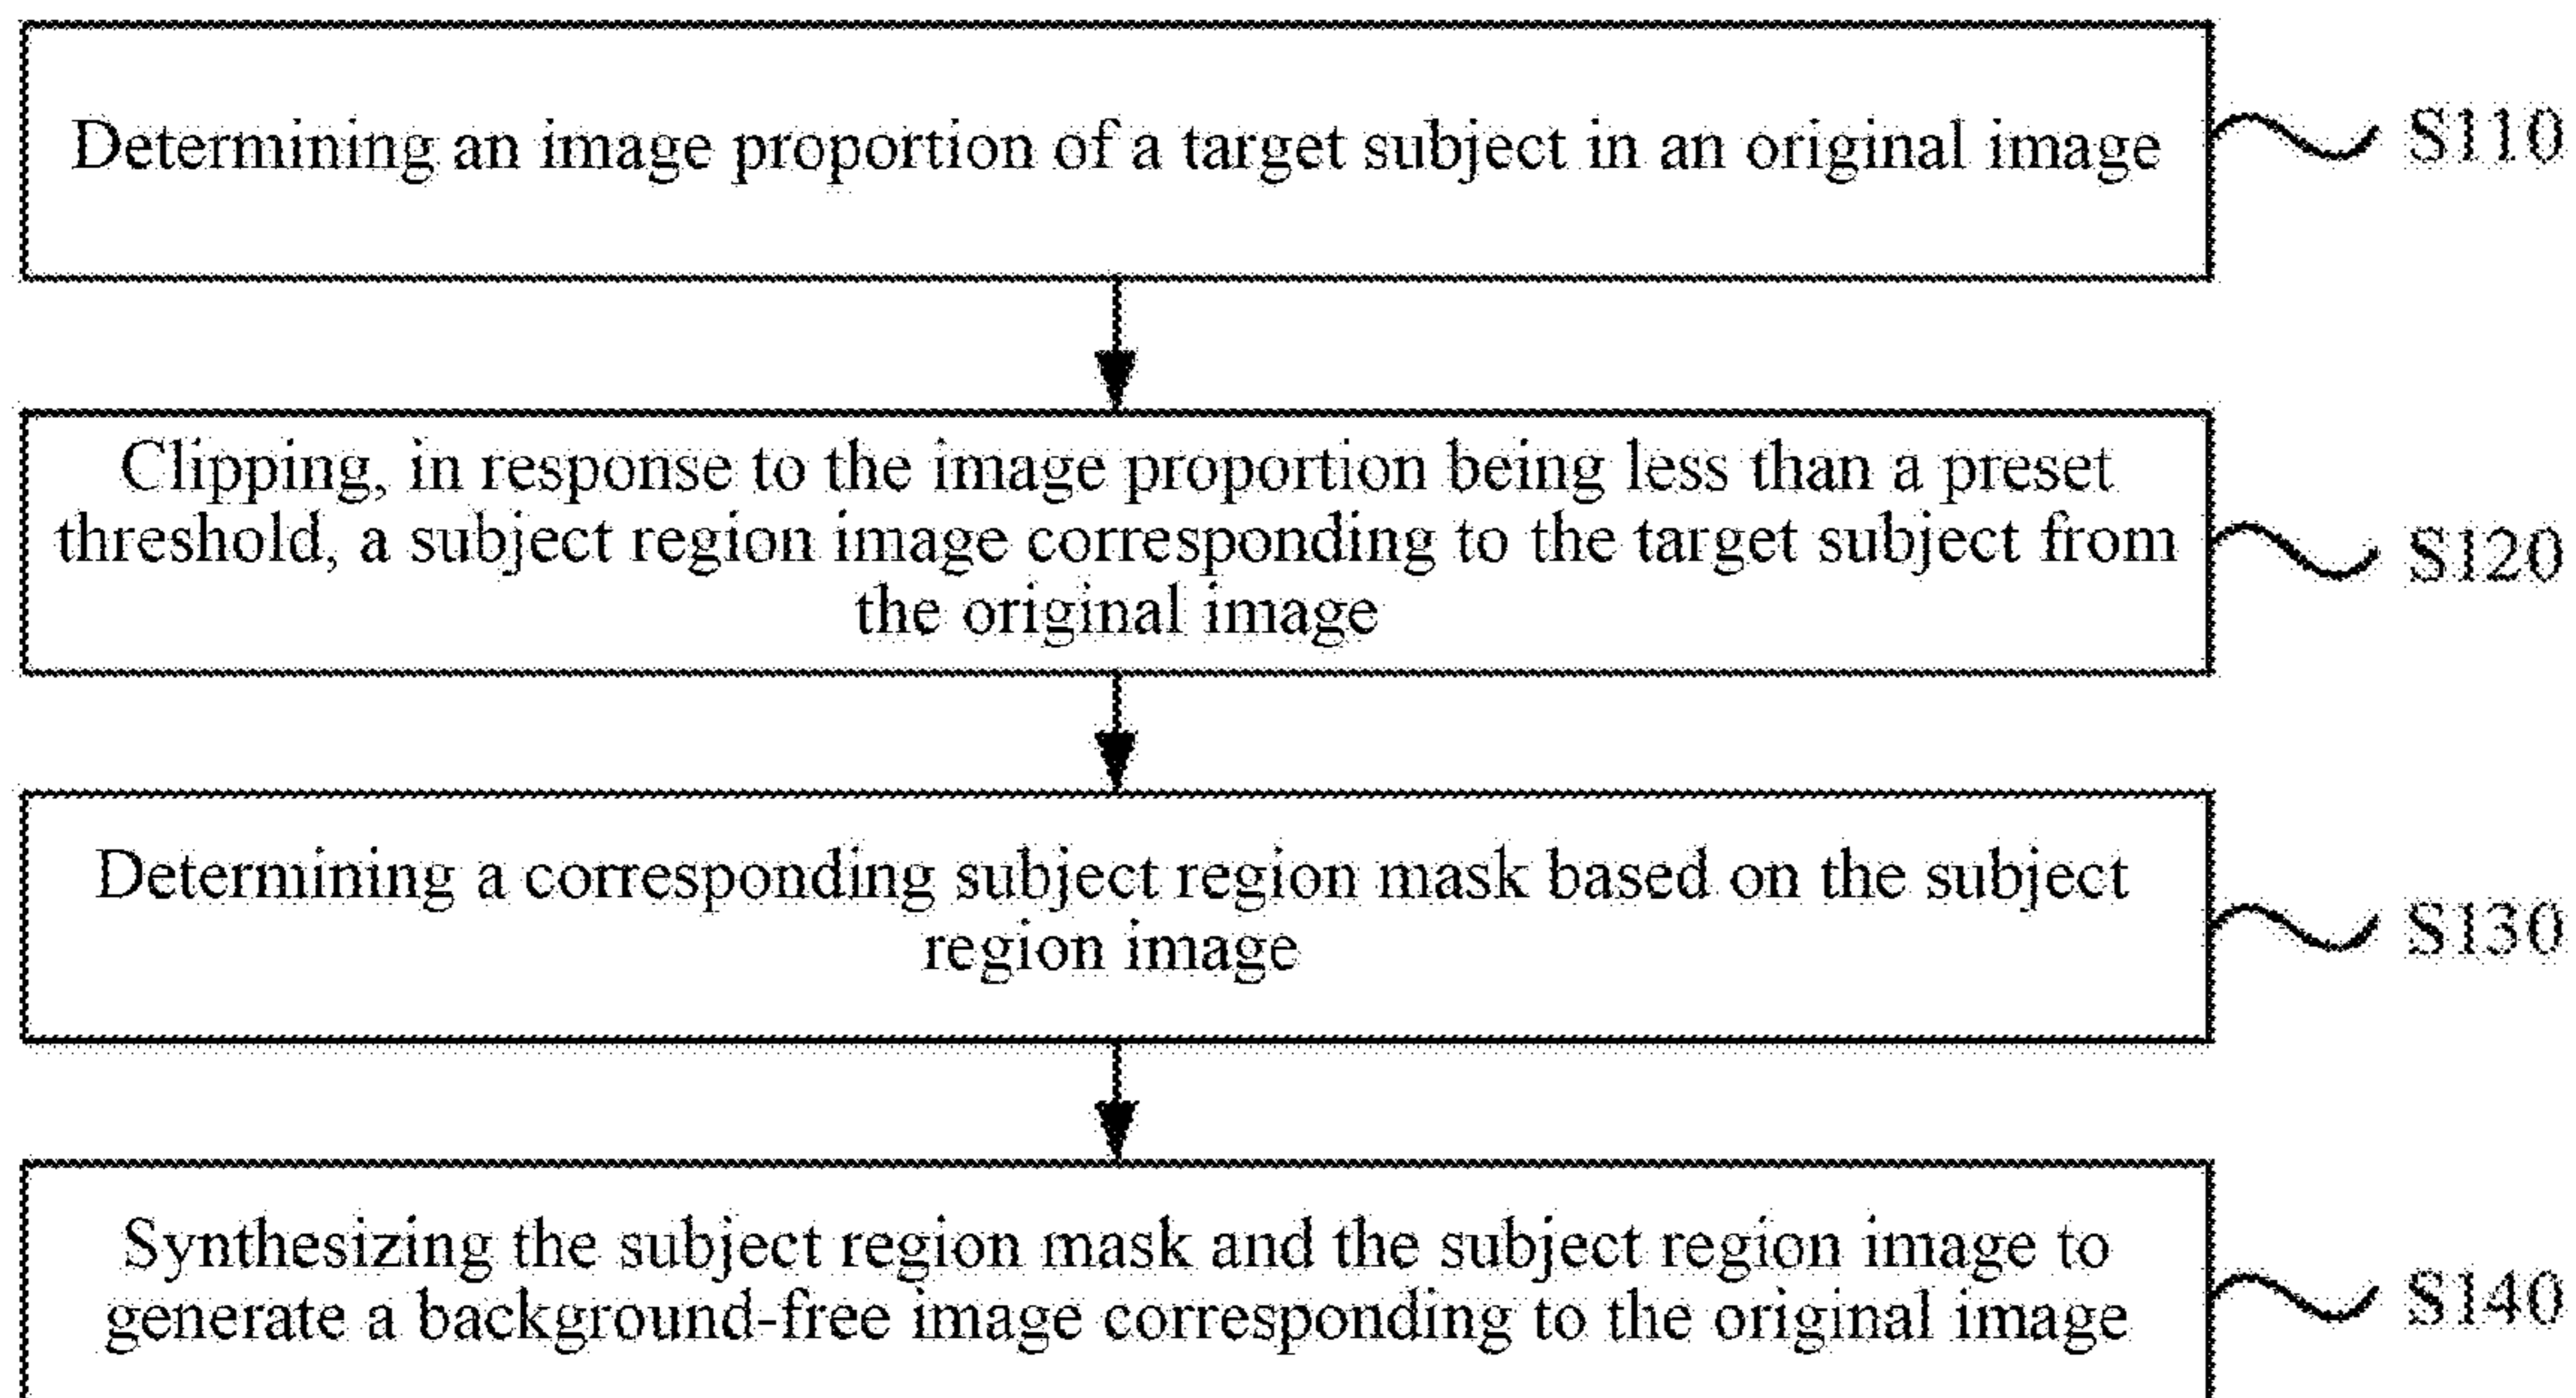 Determining an image proportion of a target subject in an original image
S110
Clipping, in response to the image proportion being less than a preset
threshold, a subject region image corresponding to the target subject from
the original image
S120
Determining a corresponding subject region mask based on the subject
region image
S130
Synthesizing the subject region mask and the subject region image to
generate a background-free image corresponding to the original image
S140